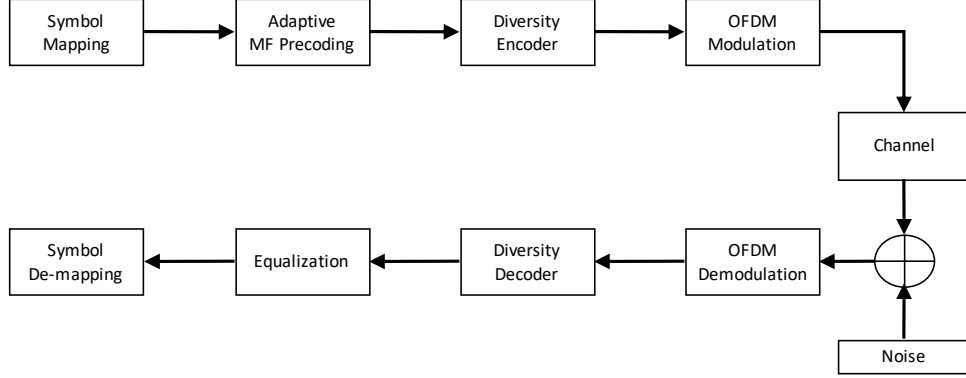 Symbol
Mapping
Adaptive
MF Precoding
Diversity
Encoder
OFDM
Modulation
Channel
Symbol
De-mapping
Equalization
Diversity
Decoder
OFDM
Demodulation
Noise